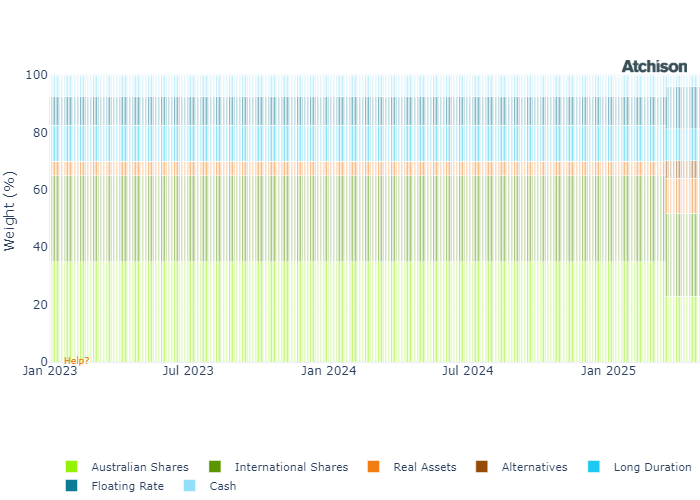 Atchison
100
80
60
40
20
0
Weight (%)
Help?
Jan 2023
Jul 2023
Jan 2024
Jul 2024
Jan 2025
Australian Shares
International Shares
Real Assets
Alternatives
Long Duration
Floating Rate
Cash